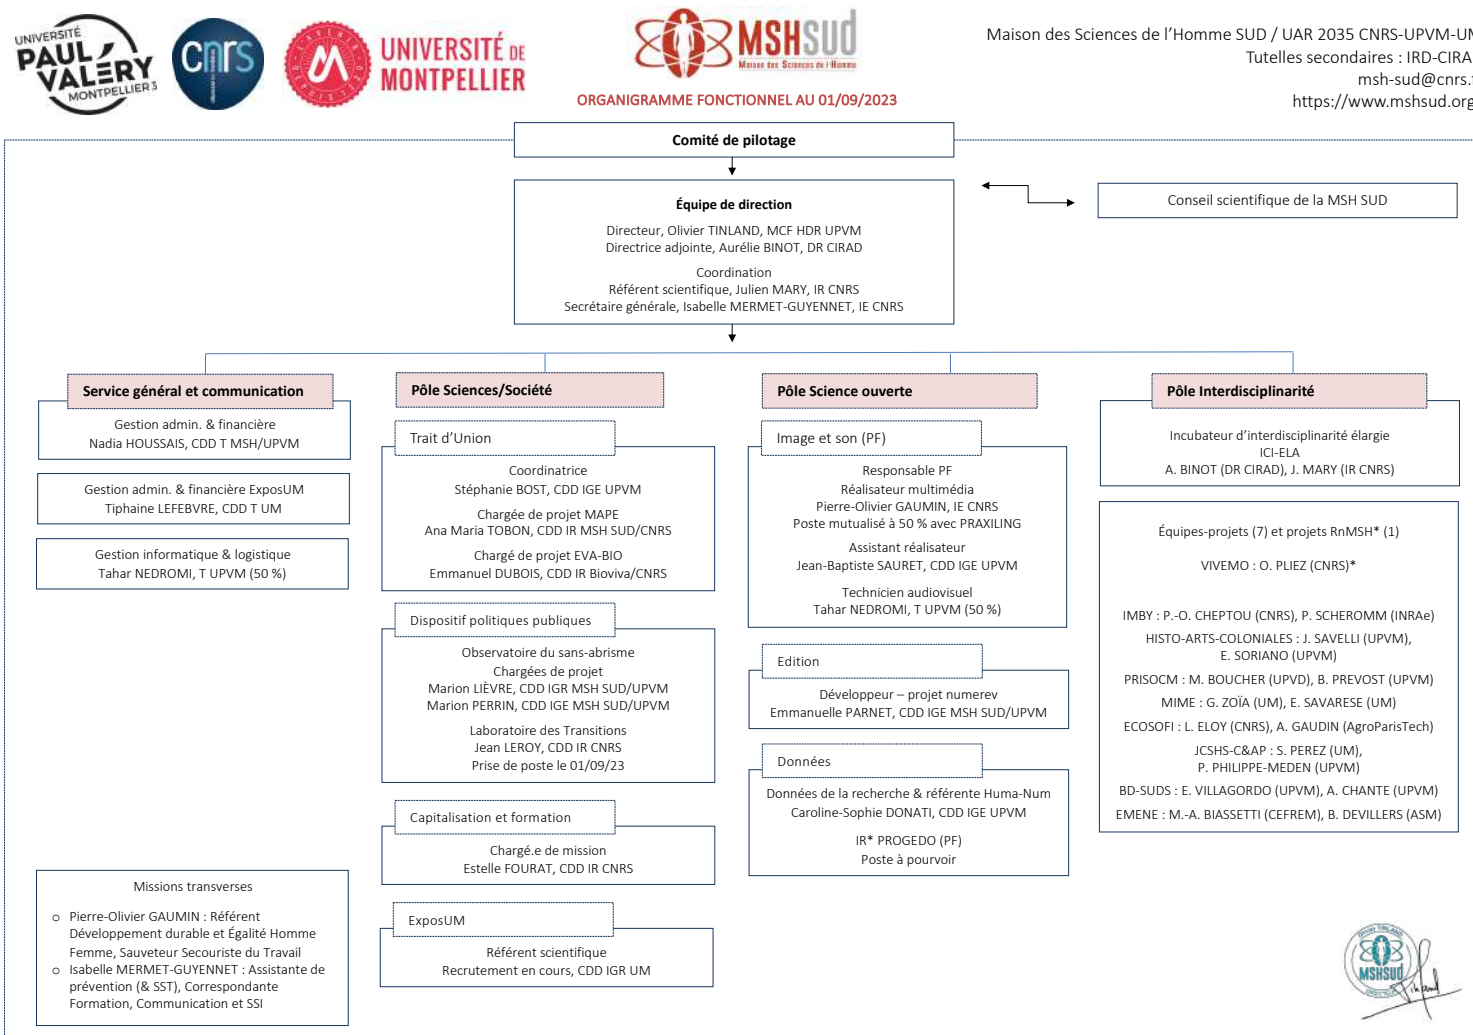 UNIVERSITÉ
PAUL
VALÉRY
MONTPELLIER 3
cnrs
UNIVERSITÉ DE
MONTPELLIER
MSHSUD
Maison des Sciences de l'Homme
ORGANIGRAMME FONCTIONNEL AU 01/09/2023
Maison des Sciences de l'Homme SUD / UAR 2035 CNRS-UPVM-UM
Tutelles secondaires : IRD-CIRA
msh-sud@cnrs.f
https://www.mshsud.org
Comité de pilotage
Équipe de direction
Directeur, Olivier TINLAND, MCF HDR UPVM
Directrice adjointe, Aurélie BINOT, DR CIRAD
Coordination
Référent scientifique, Julien MARY, IR CNRS
Secrétaire générale, Isabelle MERMET-GUYENNET, IE CNRS
Conseil scientifique de la MSH SUD
Service général et communication
Gestion admin. & financière
Nadia HOUSSAIS, CDD T MSH/UPVM
Gestion admin. & financière ExposUM
Tiphaine LEFEBVRE, CDD T UM
Gestion informatique & logistique
Tahar NEDROMI, T UPVM (50 %)
Missions transverses
o Pierre-Olivier GAUMIN : Référent
Développement durable et Égalité Homme
Femme, Sauveteur Secouriste du Travail
o Isabelle MERMET-GUYENNET : Assistante de
prévention (& SST), Correspondante
Formation, Communication et SSI
Pôle Sciences/Société
Trait d'Union
Coordinatrice
Stéphanie BOST, CDD IGE UPVM
Chargée de projet MAPE
Ana Maria TOBON, CDD IR MSH SUD/CNRS
Chargé de projet EVA-BIO
Emmanuel DUBOIS, CDD IR Bioviva/CNRS
Dispositif politiques publiques
Observatoire du sans-abrisme
Chargées de projet
Marion LIÈVRE, CDD IGR MSH SUD/UPVM
Marion PERRIN, CDD IGE MSH SUD/UPVM
Laboratoire des Transitions
Jean LEROY, CDD IR CNRS
Prise de poste le 01/09/23
Capitalisation et formation
Chargé.e de mission
Estelle FOURAT, CDD IR CNRS
ExposUM
Référent scientifique
Recrutement en cours, CDD IGR UM
Pôle Science ouverte
Image et son (PF)
Responsable PF
Réalisateur multimédia
Pierre-Olivier GAUMIN, IE CNRS
Poste mutualisé à 50 % avec PRAXILING
Assistant réalisateur
Jean-Baptiste SAURET, CDD IGE UPVM
Technicien audiovisuel
Tahar NEDROMI, T UPVM (50 %)
Edition
Développeur – projet numerev
Emmanuelle PARNET, CDD IGE MSH SUD/UPVM
Données
Données de la recherche & référente Huma-Num
Caroline-Sophie DONATI, CDD IGE UPVM
IR* PROGEDO (PF)
Poste à pourvoir
Pôle Interdisciplinarité
Incubateur d'interdisciplinarité élargie
ICI-ELA
A. BINOT (DR CIRAD), J. MARY (IR CNRS)
Équipes-projets (7) et projets RnMSH* (1)
VIVEMO : O. PLIEZ (CNRS)*
IMBY : P.-O. CHEPTOU (CNRS), P. SCHEROMM (INRAe)
HISTO-ARTS-COLONIALES : J. SAVELLI (UPVM),
E. SORIANO (UPVM)
PRISOCM : M. BOUCHER (UPVD), B. PREVOST (UPVM)
MIME : G. ZOÏA (UM), E. SAVARESE (UM)
ECOSOFI : L. ELOY (CNRS), A. GAUDIN (AgroParisTech)
JCSHS-C&AP : S. PEREZ (UM),
P. PHILIPPE-MEDEN (UPVM)
BD-SUDS : E. VILLAGORDO (UPVM), A. CHANTE (UPVM)
EMENE : M.-A. BIASSETTI (CEFREM), B. DEVILLERS (ASM)
Olivier TINLAND
MSHSUD
DIRECTEUR